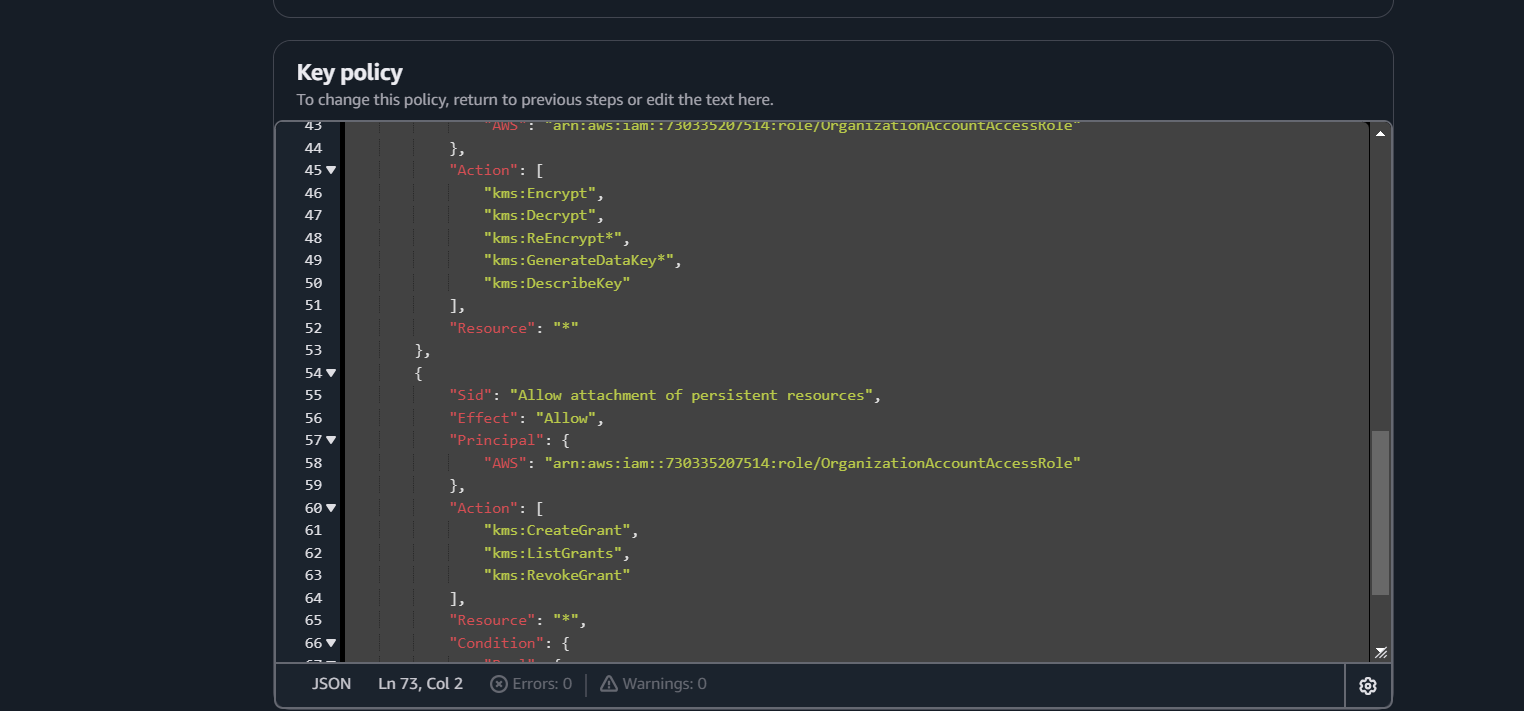 Key policy
To change this policy, return to previous steps or edit the text here.
43 "AWS": "arn:aws:iam::730335207514:role/OrganizationAccountAccessRole"
44 },
45 "Action": [
46 "kms:Encrypt",
47 "kms:Decrypt",
48 "kms:ReEncrypt*",
49 "kms:GenerateDataKey*",
50 "kms:DescribeKey"
51 ],
52 "Resource": "*"
53 },
54 {
55 "Sid": "Allow attachment of persistent resources",
56 "Effect": "Allow",
57 "Principal": {
58 "AWS": "arn:aws:iam::730335207514:role/OrganizationAccountAccessRole"
59 },
60 "Action": [
61 "kms:CreateGrant",
62 "kms:ListGrants",
63 "kms:RevokeGrant"
64 ],
65 "Resource": "*",
66 "Condition": {
JSON Ln 73, Col 2 Errors: 0 Warnings: 0